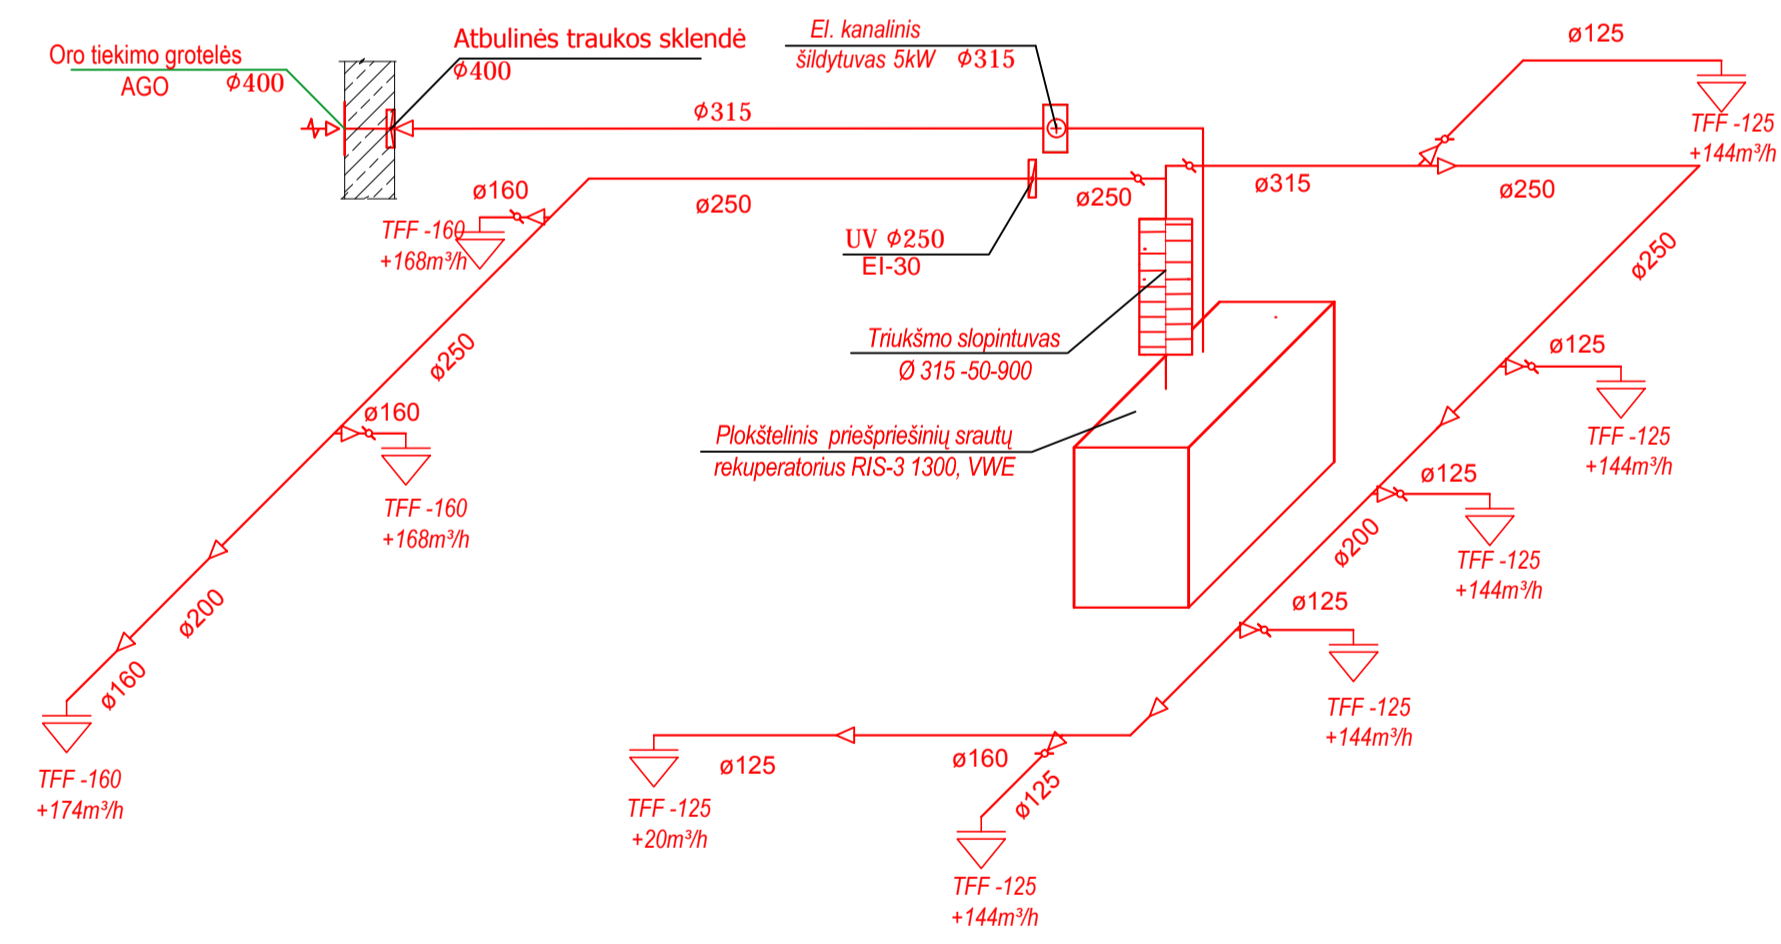 Oro tiekimo grotelės
AGO
Φ400
Atbulinės traukos sklendė
Φ400
El. kanalinis
šildytuvas 5kW Φ315
Φ315
ø125
TFF -125
+144m³/h
ø315
ø250
ø250
ø160
TFF -160
+168m³/h
ø250
ø250
UV Φ250
EI-30
Triukšmo slopintuvas
Ø 315 -50-900
Plokštelinis priešpriešinių srautų
rekuperatorius RIS-3 1300, VWE
ø250
ø160
TFF -160
+168m³/h
ø200
ø160
TFF -160
+174m³/h
ø125
TFF -125
+144m³/h
ø125
TFF -125
+144m³/h
ø200
ø125
TFF -125
+144m³/h
ø160
ø125
TFF -125
+20m³/h
ø125
TFF -125
+144m³/h